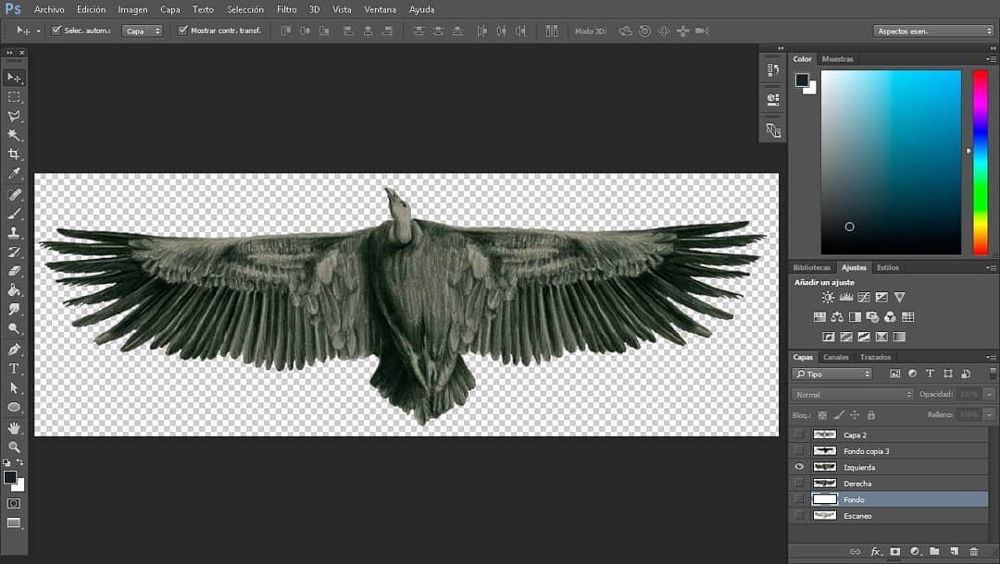 Ps Archivo Edición Imagen Capa Texto Selección Filtro 3D Vista Ventana Ayuda
Selec. autom.: Capa Mostrar contr. transf. Modo 3D: Aspectos esen.
Color Muestras
Bibliotecas Ajustes Estilos
Añadir un ajuste
Capas Canales Trazados
Tipo
Normal Opacidad: 100%
Bloq.: Relleno: 100%
Capa 2
Fondo copia 3
Izquierda
Derecha
Fondo
Escaneo